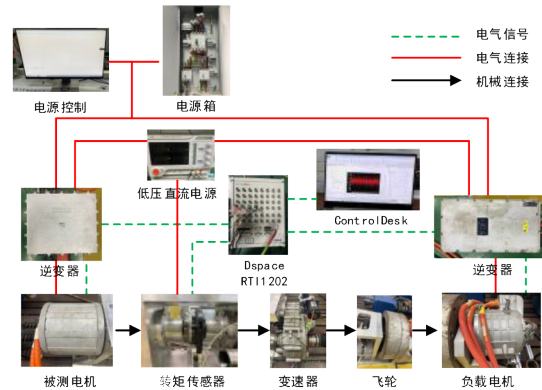 电气信号
电气连接
机械连接
电源控制
电源箱
低压直流电源
ControlDesk
逆变器
Dspace
RTI1202
逆变器
被测电机
转矩传感器
变速器
飞轮
负载电机